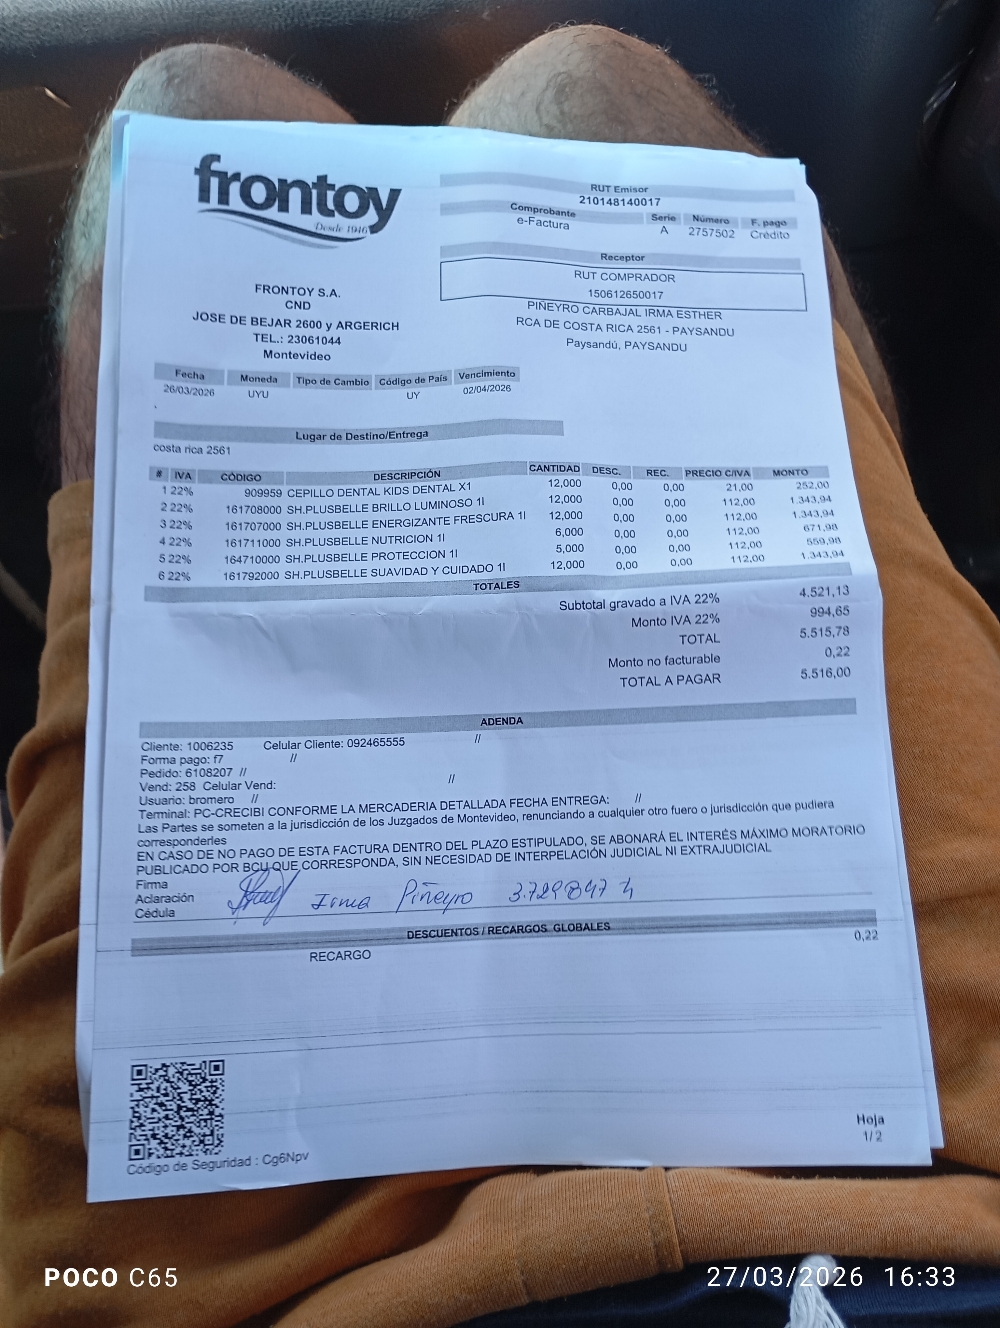 frontoy
Desde 1946
RUT Emisor
210148140017
Comprobante Serie Número F. pago
e-Factura A 2757502 Crédito
Receptor
RUT COMPRADOR
150612650017
PIÑEYRO CARBAJAL IRMA ESTHER
RCA DE COSTA RICA 2561 - PAYSANDU
Paysandú, PAYSANDU
FRONTOY S.A.
CND
JOSE DE BEJAR 2600 y ARGERICH
TEL.: 23061044
Montevideo
Fecha Moneda Tipo de Cambio Código de País Vencimiento
26/03/2026 UYU UY 02/04/2026
Lugar de Destino/Entrega
costa rica 2561
# IVA CÓDIGO DESCRIPCIÓN CANTIDAD DESC. REC. PRECIO C/IVA MONTO
1 22% 909959 CEPILLO DENTAL KIDS DENTAL X1 12,000 0,00 0,00 21,00 252,00
2 22% 161708000 SH.PLUSBELLE BRILLO LUMINOSO 1l 12,000 0,00 0,00 112,00 1.343,94
3 22% 161707000 SH.PLUSBELLE ENERGIZANTE FRESCURA 1l 12,000 0,00 0,00 112,00 1.343,94
4 22% 161711000 SH.PLUSBELLE NUTRICION 1l 6,000 0,00 0,00 112,00 671,98
5 22% 164710000 SH.PLUSBELLE PROTECCION 1l 5,000 0,00 0,00 112,00 559,98
6 22% 161792000 SH.PLUSBELLE SUAVIDAD Y CUIDADO 1l 12,000 0,00 0,00 112,00 1.343,94
TOTALES
Subtotal gravado a IVA 22% 4.521,13
Monto IVA 22% 994,65
TOTAL 5.515,78
Monto no facturable 0,22
TOTAL A PAGAR 5.516,00
ADENDA
Cliente: 1006235 Celular Cliente: 092465555 //
Forma pago: f7 //
Pedido: 6108207 //
Vend: 258 Celular Vend: //
Usuario: bromero //
Terminal: PC-CRECIBI CONFORME LA MERCADERIA DETALLADA FECHA ENTREGA: //
Las Partes se someten a la jurisdicción de los Juzgados de Montevideo, renunciando a cualquier otro fuero o jurisdicción que pudiera
corresponderles
EN CASO DE NO PAGO DE ESTA FACTURA DENTRO DEL PLAZO ESTIPULADO, SE ABONARÁ EL INTERÉS MÁXIMO MORATORIO
PUBLICADO POR BCU QUE CORRESPONDA, SIN NECESIDAD DE INTERPELACIÓN JUDICIAL NI EXTRAJUDICIAL
Firma
Aclaración Irma Piñeyro 3.729847 4
Cédula
DESCUENTOS / RECARGOS GLOBALES
RECARGO 0,22
Hoja
1/2
Código de Seguridad : Cg6Npv
POCO C65
27/03/2026 16:33